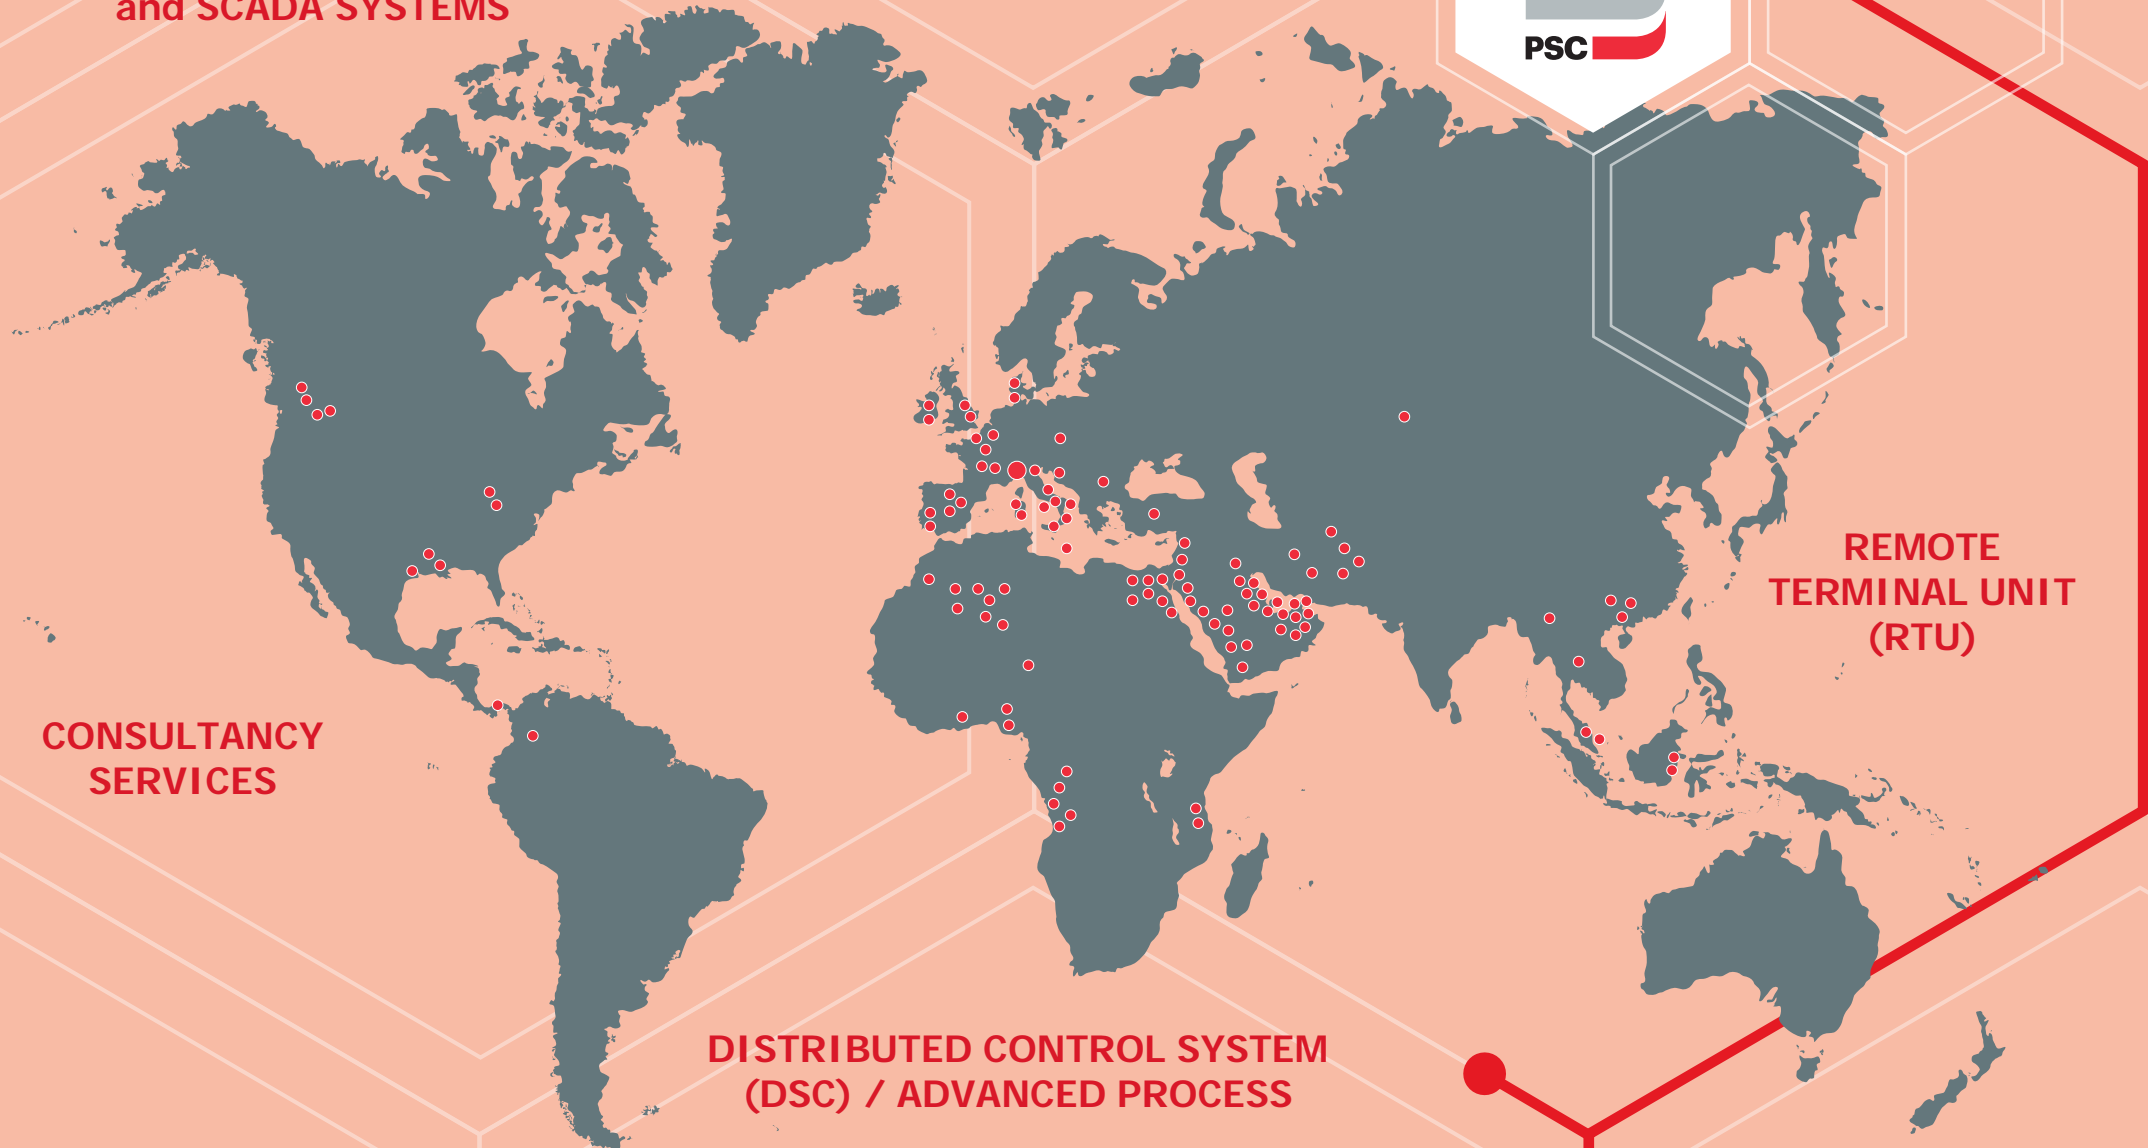 and SCADA SYSTEMS
PSC
REMOTE
TERMINAL UNIT
(RTU)
CONSULTANCY
SERVICES
DISTRIBUTED CONTROL SYSTEM
(DSC) / ADVANCED PROCESS